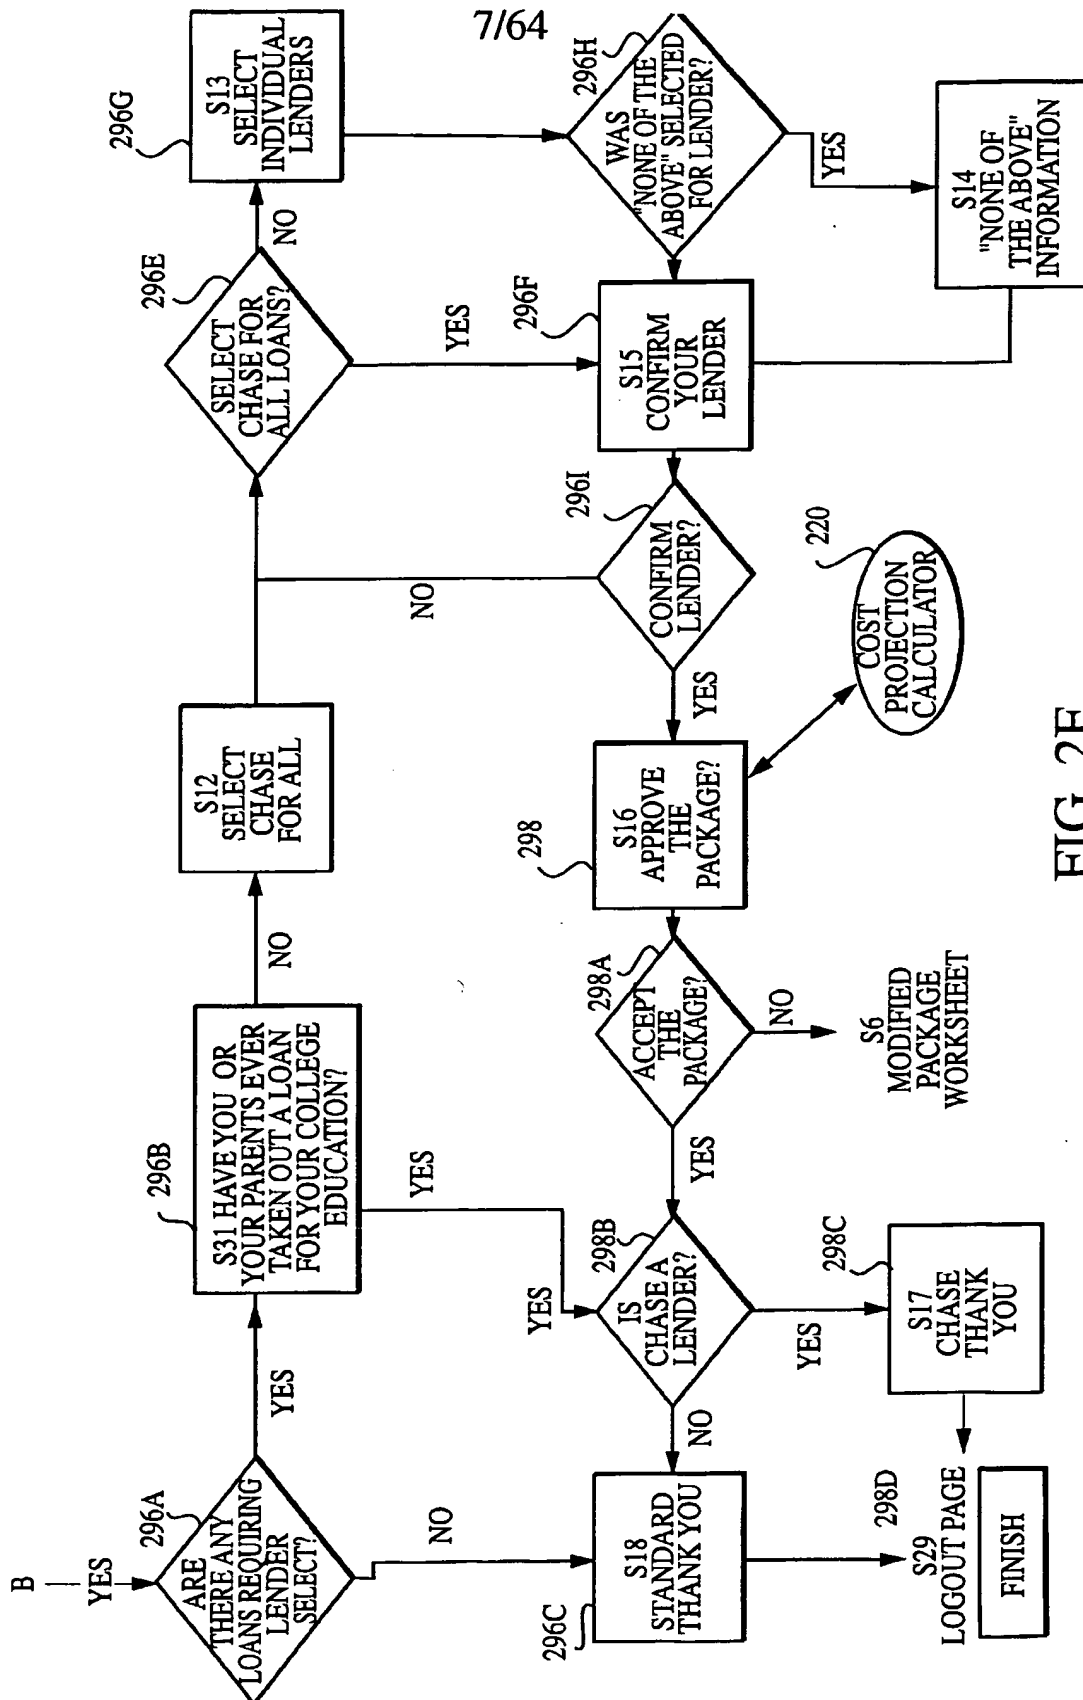 7/64
B
YES
296A
ARE
THERE ANY
LOANS REQUIRING
LENDER
SELECT?
YES
NO
296B
S31 HAVE YOU OR
YOUR PARENTS EVER
TAKEN OUT A LOAN
FOR YOUR COLLEGE
EDUCATION?
NO
YES
YES
S12
SELECT
CHASE
FOR ALL
296E
SELECT
CHASE FOR
ALL LOANS?
NO
YES
296G
S13
SELECT
INDIVIDUAL
LENDERS
296H
WAS
"NONE OF THE
ABOVE" SELECTED
FOR LENDER?
YES
S14
"NONE OF
THE ABOVE"
INFORMATION
296F
S15
CONFIRM
YOUR
LENDER
296I
CONFIRM
LENDER?
NO
YES
220
COST
PROJECTION
CALCULATOR
298
S16
APPROVE
THE
PACKAGE?
298A
ACCEPT
THE
PACKAGE?
NO
S6
MODIFIED
PACKAGE
WORKSHEET
YES
298B
IS
CHASE A
LENDER?
YES
NO
298C
S17
CHASE
THANK
YOU
296C
S18
STANDARD
THANK YOU
298D
S29
LOGOUT PAGE
FINISH